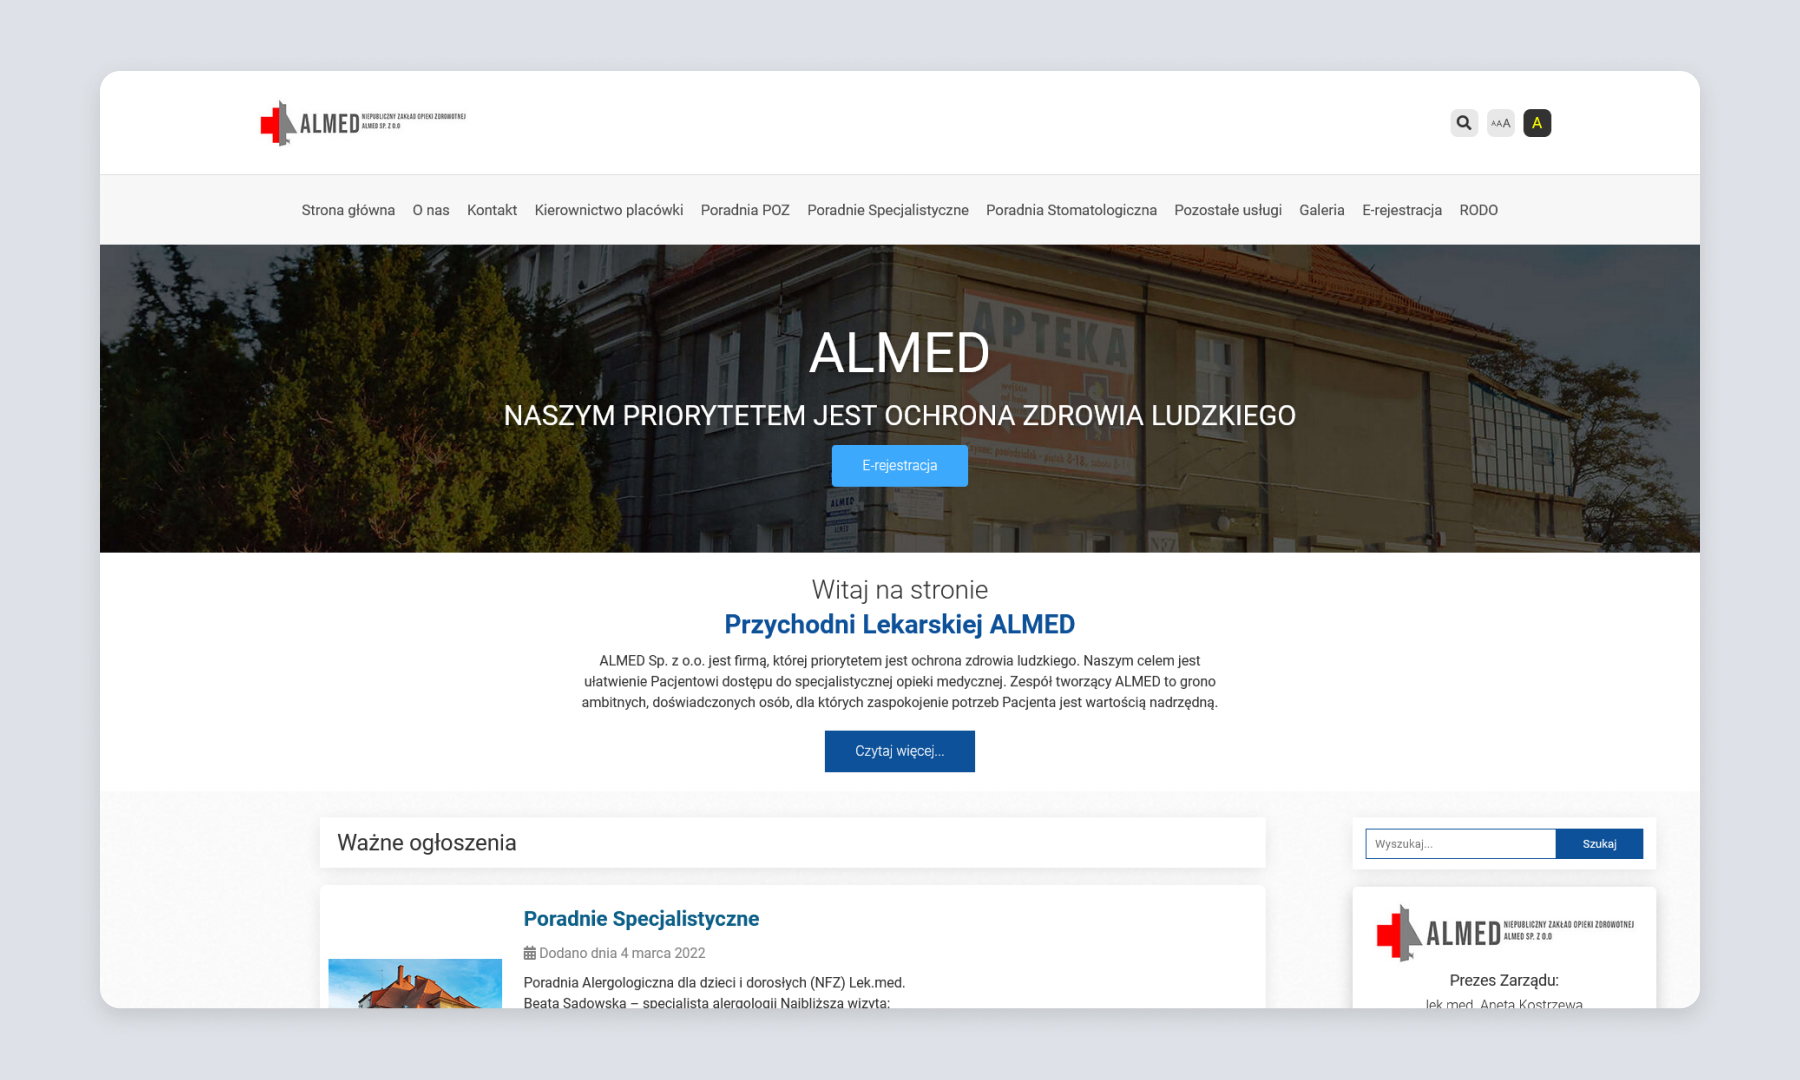 ALMED NIEPUBLICZNY ZAKŁAD OPIEKI ZDROWOTNEJ
ALMED SP. Z O.O
AAA
A
Strona główna O nas Kontakt Kierownictwo placówki Poradnia POZ Poradnie Specjalistyczne Poradnia Stomatologiczna Pozostałe usługi Galeria E-rejestracja RODO
APTEKA
ALMED
NASZYM PRIORYTETEM JEST OCHRONA ZDROWIA LUDZKIEGO
E-rejestracja
ALMED
NFZ
Witaj na stronie
Przychodni Lekarskiej ALMED
ALMED Sp. z o.o. jest firmą, której priorytetem jest ochrona zdrowia ludzkiego. Naszym celem jest
ułatwienie Pacjentowi dostępu do specjalistycznej opieki medycznej. Zespół tworzący ALMED to grono
ambitnych, doświadczonych osób, dla których zaspokojenie potrzeb Pacjenta jest wartością nadrzędną.
Czytaj więcej...
Ważne ogłoszenia
Poradnie Specjalistyczne
Dodano dnia 4 marca 2022
Poradnia Alergologiczna dla dzieci i dorosłych (NFZ) Lek.med.
Beata Sadowska – specjalista alergologii Najbliższa wizyta:
Wyszukaj...
Szukaj
ALMED NIEPUBLICZNY ZAKŁAD OPIEKI ZDROWOTNEJ
ALMED SP. Z O.O
Prezes Zarządu:
lek med. Aneta Kostrzewa